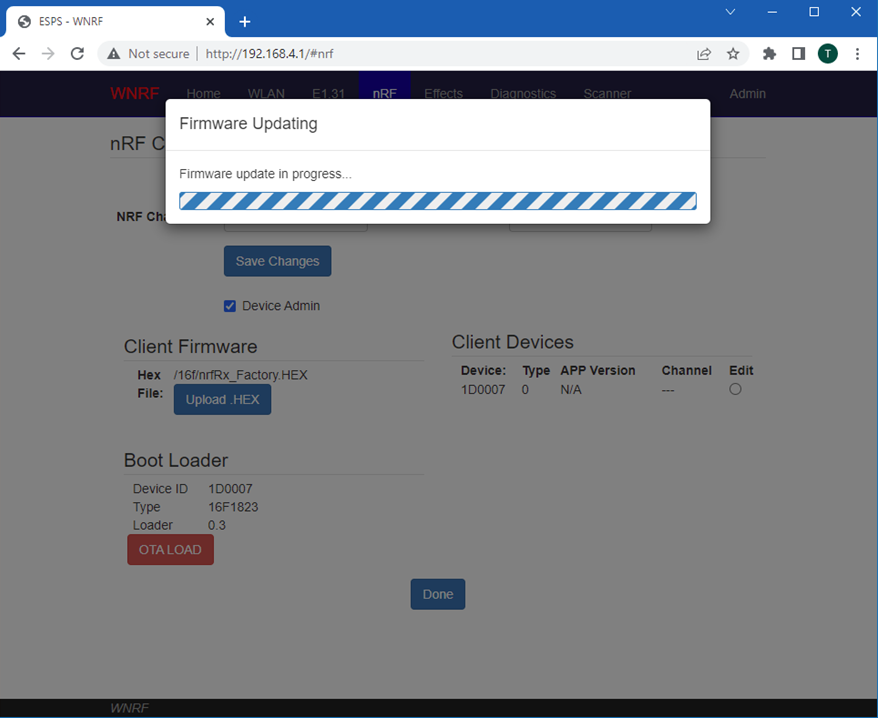 ESPS - WNRF
Not secure | http://192.168.4.1/#nrf
T
WNRF Home WLAN E1.31 nRF Effects Diagnostics Scanner Admin
Firmware Updating
Firmware update in progress...
nRF C
NRF Cha
Save Changes
Device Admin
Client Firmware
Hex File: /16f/nrfRx_Factory.HEX
Upload .HEX
Client Devices
Device: Type APP Version Channel Edit
1D0007 0 N/A ---
Boot Loader
Device ID 1D0007
Type 16F1823
Loader 0.3
OTA LOAD
Done
WNRF